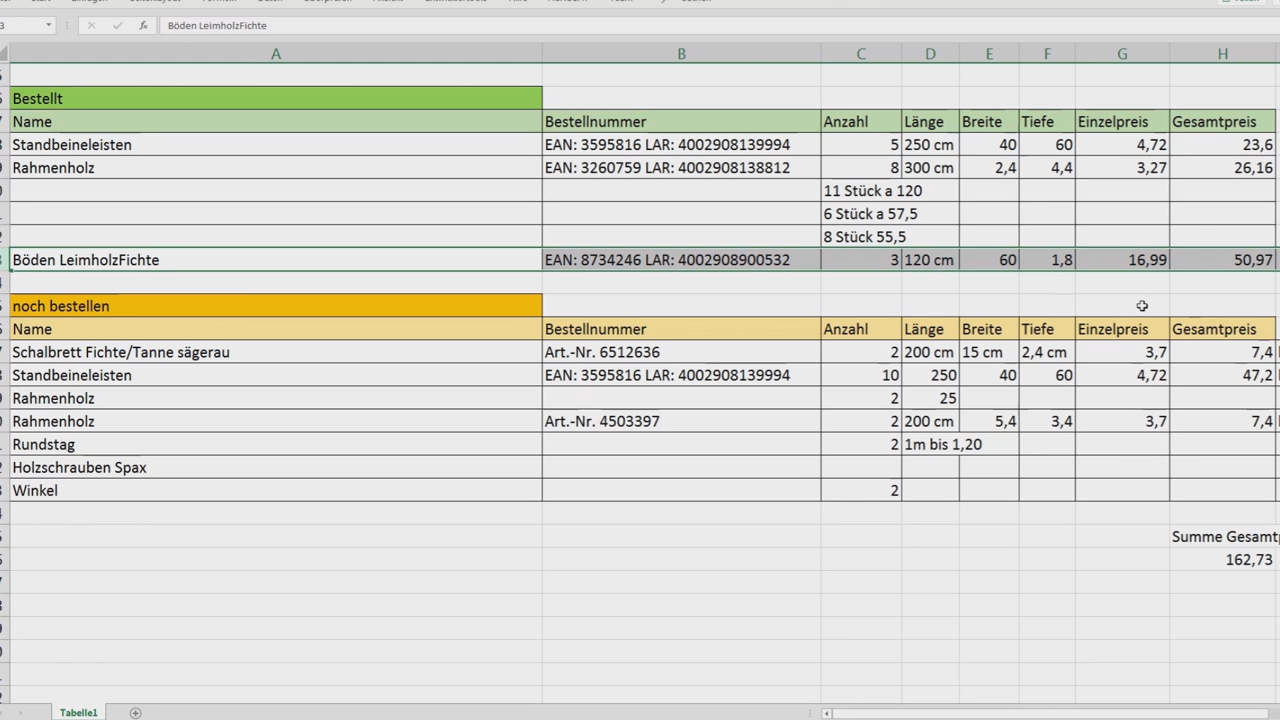 3 Böden LeimholzFichte
A B C D E F G H
Bestellt
Name Bestellnummer Anzahl Länge Breite Tiefe Einzelpreis Gesamtpreis
Standbeineleisten EAN: 3595816 LAR: 4002908139994 5 250 cm 40 60 4,72 23,6
Rahmenholz EAN: 3260759 LAR: 4002908138812 8 300 cm 2,4 4,4 3,27 26,16
11 Stück a 120
6 Stück a 57,5
8 Stück 55,5
Böden LeimholzFichte EAN: 8734246 LAR: 4002908900532 3 120 cm 60 1,8 16,99 50,97
noch bestellen
Name Bestellnummer Anzahl Länge Breite Tiefe Einzelpreis Gesamtpreis
Schalbrett Fichte/Tanne sägerau Art.-Nr. 6512636 2 200 cm 15 cm 2,4 cm 3,7 7,4
Standbeineleisten EAN: 3595816 LAR: 4002908139994 10 250 40 60 4,72 47,2
Rahmenholz 2 25
Rahmenholz Art.-Nr. 4503397 2 200 cm 5,4 3,4 3,7 7,4
Rundstag 2 1m bis 1,20
Holzschrauben Spax
Winkel 2
Summe Gesamtp
162,73
Tabelle1